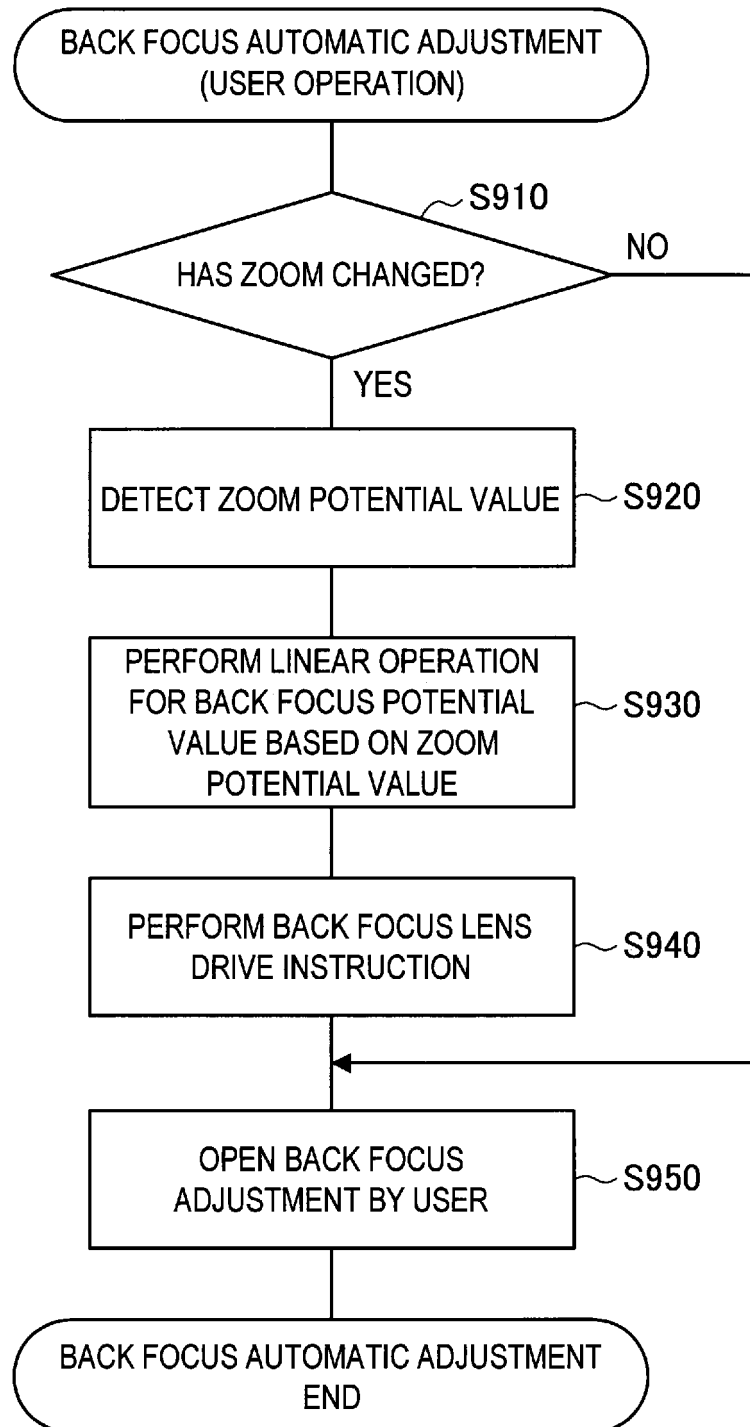 BACK FOCUS AUTOMATIC ADJUSTMENT
(USER OPERATION)
S910
HAS ZOOM CHANGED?
NO
YES
DETECT ZOOM POTENTIAL VALUE
S920
PERFORM LINEAR OPERATION
FOR BACK FOCUS POTENTIAL
VALUE BASED ON ZOOM
POTENTIAL VALUE
S930
PERFORM BACK FOCUS LENS
DRIVE INSTRUCTION
S940
OPEN BACK FOCUS
ADJUSTMENT BY USER
S950
BACK FOCUS AUTOMATIC ADJUSTMENT
END